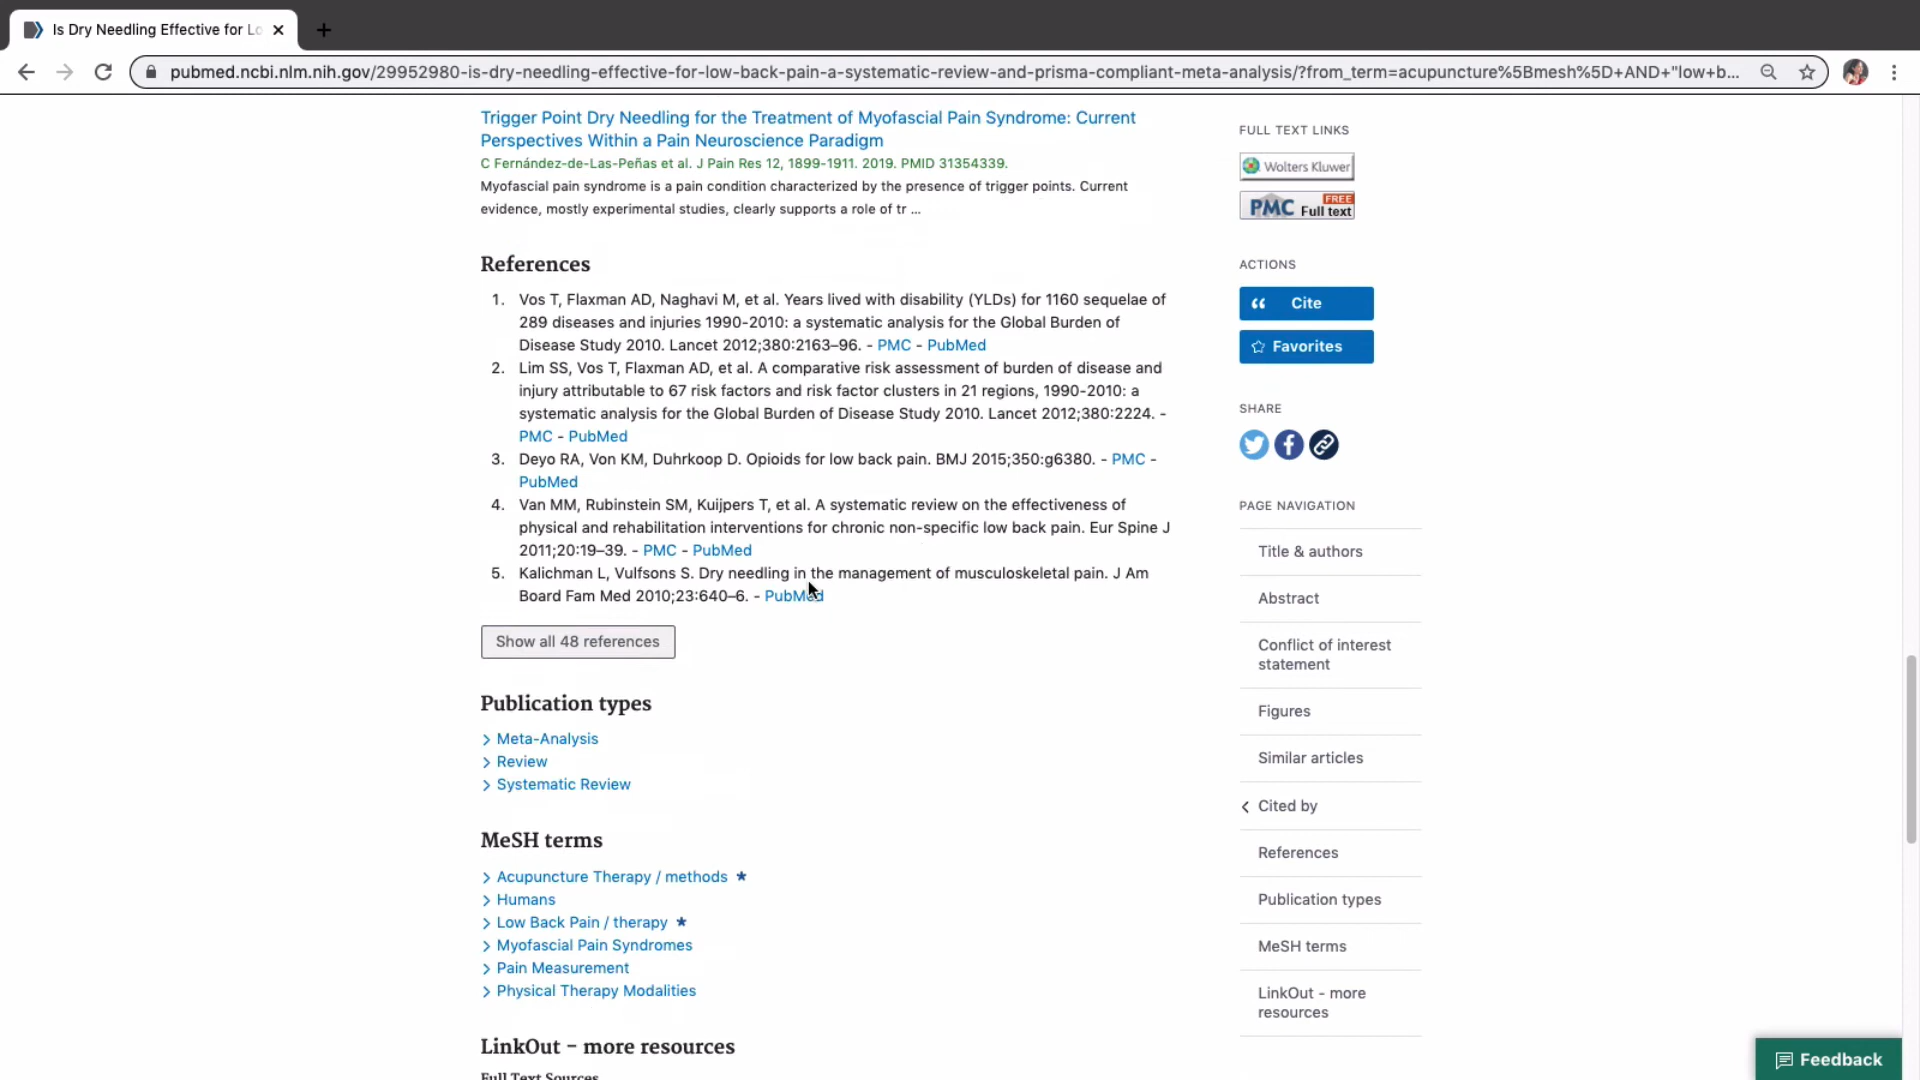 Is Dry Needling Effective for Lo
pubmed.ncbi.nlm.nih.gov/29952980-is-dry-needling-effective-for-low-back-pain-a-systematic-review-and-prisma-compliant-meta-analysis/?from_term=acupuncture%5Bmesh%5D+AND+"low+b...
Trigger Point Dry Needling for the Treatment of Myofascial Pain Syndrome: Current
Perspectives Within a Pain Neuroscience Paradigm
C Fernández-de-Las-Peñas et al. J Pain Res 12, 1899-1911. 2019. PMID 31354339.
Myofascial pain syndrome is a pain condition characterized by the presence of trigger points. Current
evidence, mostly experimental studies, clearly supports a role of tr ...
References
1. Vos T, Flaxman AD, Naghavi M, et al. Years lived with disability (YLDs) for 1160 sequelae of
289 diseases and injuries 1990-2010: a systematic analysis for the Global Burden of
Disease Study 2010. Lancet 2012;380:2163–96. - PMC - PubMed
2. Lim SS, Vos T, Flaxman AD, et al. A comparative risk assessment of burden of disease and
injury attributable to 67 risk factors and risk factor clusters in 21 regions, 1990-2010: a
systematic analysis for the Global Burden of Disease Study 2010. Lancet 2012;380:2224. -
PMC - PubMed
3. Deyo RA, Von KM, Duhrkoop D. Opioids for low back pain. BMJ 2015;350:g6380. - PMC -
PubMed
4. Van MM, Rubinstein SM, Kuijpers T, et al. A systematic review on the effectiveness of
physical and rehabilitation interventions for chronic non-specific low back pain. Eur Spine J
2011;20:19–39. - PMC - PubMed
5. Kalichman L, Vulfsons S. Dry needling in the management of musculoskeletal pain. J Am
Board Fam Med 2010;23:640–6. - PubMed
Show all 48 references
Publication types
Meta-Analysis
Review
Systematic Review
MeSH terms
Acupuncture Therapy / methods *
Humans
Low Back Pain / therapy *
Myofascial Pain Syndromes
Pain Measurement
Physical Therapy Modalities
LinkOut - more resources
Full Text Sources
FULL TEXT LINKS
Wolters Kluwer
PMC FREE Full text
ACTIONS
Cite
Favorites
SHARE
PAGE NAVIGATION
Title & authors
Abstract
Conflict of interest
statement
Figures
Similar articles
Cited by
References
Publication types
MeSH terms
LinkOut - more
resources
Feedback